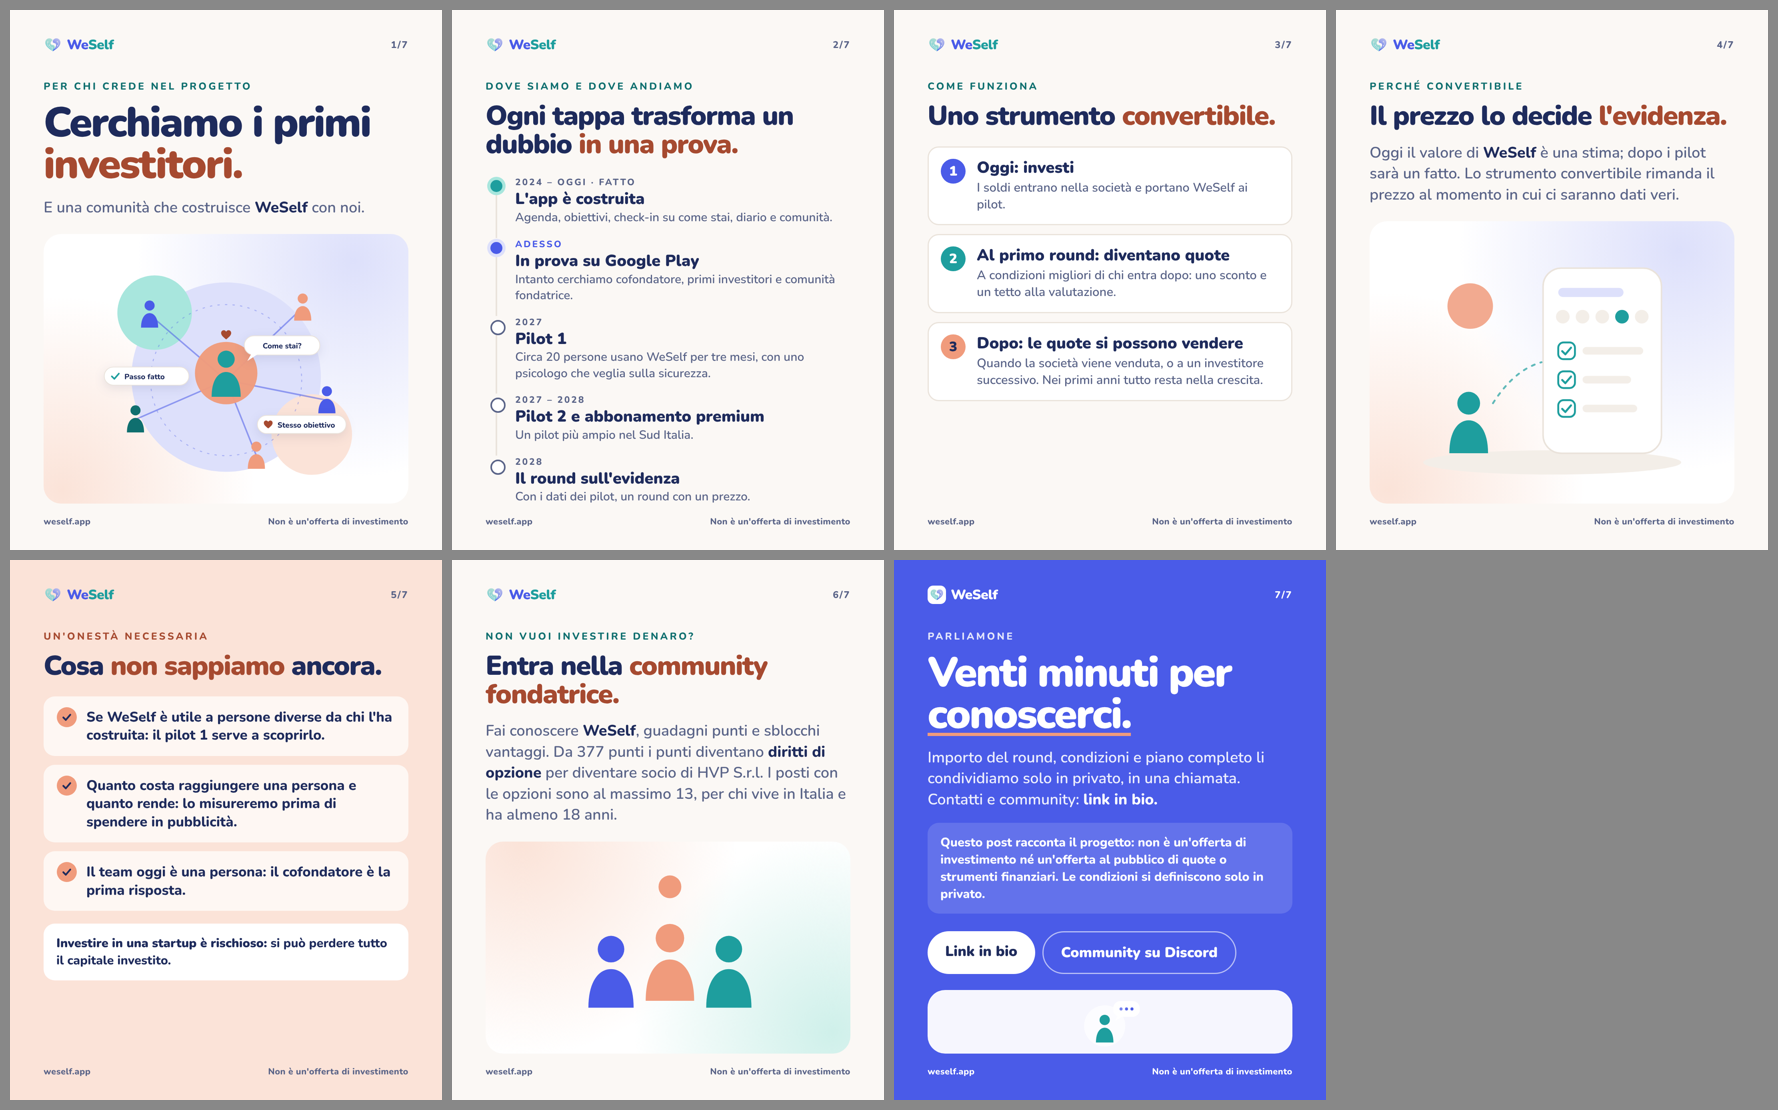 WeSelf
1/7
PER CHI CREDE NEL PROGETTO
Cerchiamo i primi
investitori.
E una comunità che costruisce WeSelf con noi.
Come stai?
Passo fatto
Stesso obiettivo
weself.app
Non è un'offerta di investimento
WeSelf
2/7
DOVE SIAMO E DOVE ANDIAMO
Ogni tappa trasforma un
dubbio in una prova.
2024 – OGGI · FATTO
L'app è costruita
Agenda, obiettivi, check-in su come stai, diario e comunità.
ADESSO
In prova su Google Play
Intanto cerchiamo cofondatore, primi investitori e comunità
fondatrice.
2027
Pilot 1
Circa 20 persone usano WeSelf per tre mesi, con uno
psicologo che veglia sulla sicurezza.
2027 – 2028
Pilot 2 e abbonamento premium
Un pilot più ampio nel Sud Italia.
2028
Il round sull'evidenza
Con i dati dei pilot, un round con un prezzo.
weself.app
Non è un'offerta di investimento
WeSelf
3/7
COME FUNZIONA
Uno strumento convertibile.
1
Oggi: investi
I soldi entrano nella società e portano WeSelf ai
pilot.
2
Al primo round: diventano quote
A condizioni migliori di chi entra dopo: uno sconto e
un tetto alla valutazione.
3
Dopo: le quote si possono vendere
Quando la società viene venduta, o a un investitore
successivo. Nei primi anni tutto resta nella crescita.
weself.app
Non è un'offerta di investimento
WeSelf
4/7
PERCHÉ CONVERTIBILE
Il prezzo lo decide l'evidenza.
Oggi il valore di WeSelf è una stima; dopo i pilot
sarà un fatto. Lo strumento convertibile rimanda il
prezzo al momento in cui ci saranno dati veri.
weself.app
Non è un'offerta di investimento
WeSelf
5/7
UN'ONESTÀ NECESSARIA
Cosa non sappiamo ancora.
Se WeSelf è utile a persone diverse da chi l'ha
costruita: il pilot 1 serve a scoprirlo.
Quanto costa raggiungere una persona e
quanto rende: lo misureremo prima di
spendere in pubblicità.
Il team oggi è una persona: il cofondatore è la
prima risposta.
Investire in una startup è rischioso: si può perdere tutto
il capitale investito.
weself.app
Non è un'offerta di investimento
WeSelf
6/7
NON VUOI INVESTIRE DENARO?
Entra nella community
fondatrice.
Fai conoscere WeSelf, guadagni punti e sblocchi
vantaggi. Da 377 punti i punti diventano diritti di
opzione per diventare socio di HVP S.r.l. I posti con
le opzioni sono al massimo 13, per chi vive in Italia e
ha almeno 18 anni.
weself.app
Non è un'offerta di investimento
WeSelf
7/7
PARLIAMONE
Venti minuti per
conoscerci.
Importo del round, condizioni e piano completo li
condividiamo solo in privato, in una chiamata.
Contatti e community: link in bio.
Questo post racconta il progetto: non è un'offerta di
investimento né un'offerta al pubblico di quote o
strumenti finanziari. Le condizioni si definiscono solo in
privato.
Link in bio
Community su Discord
weself.app
Non è un'offerta di investimento